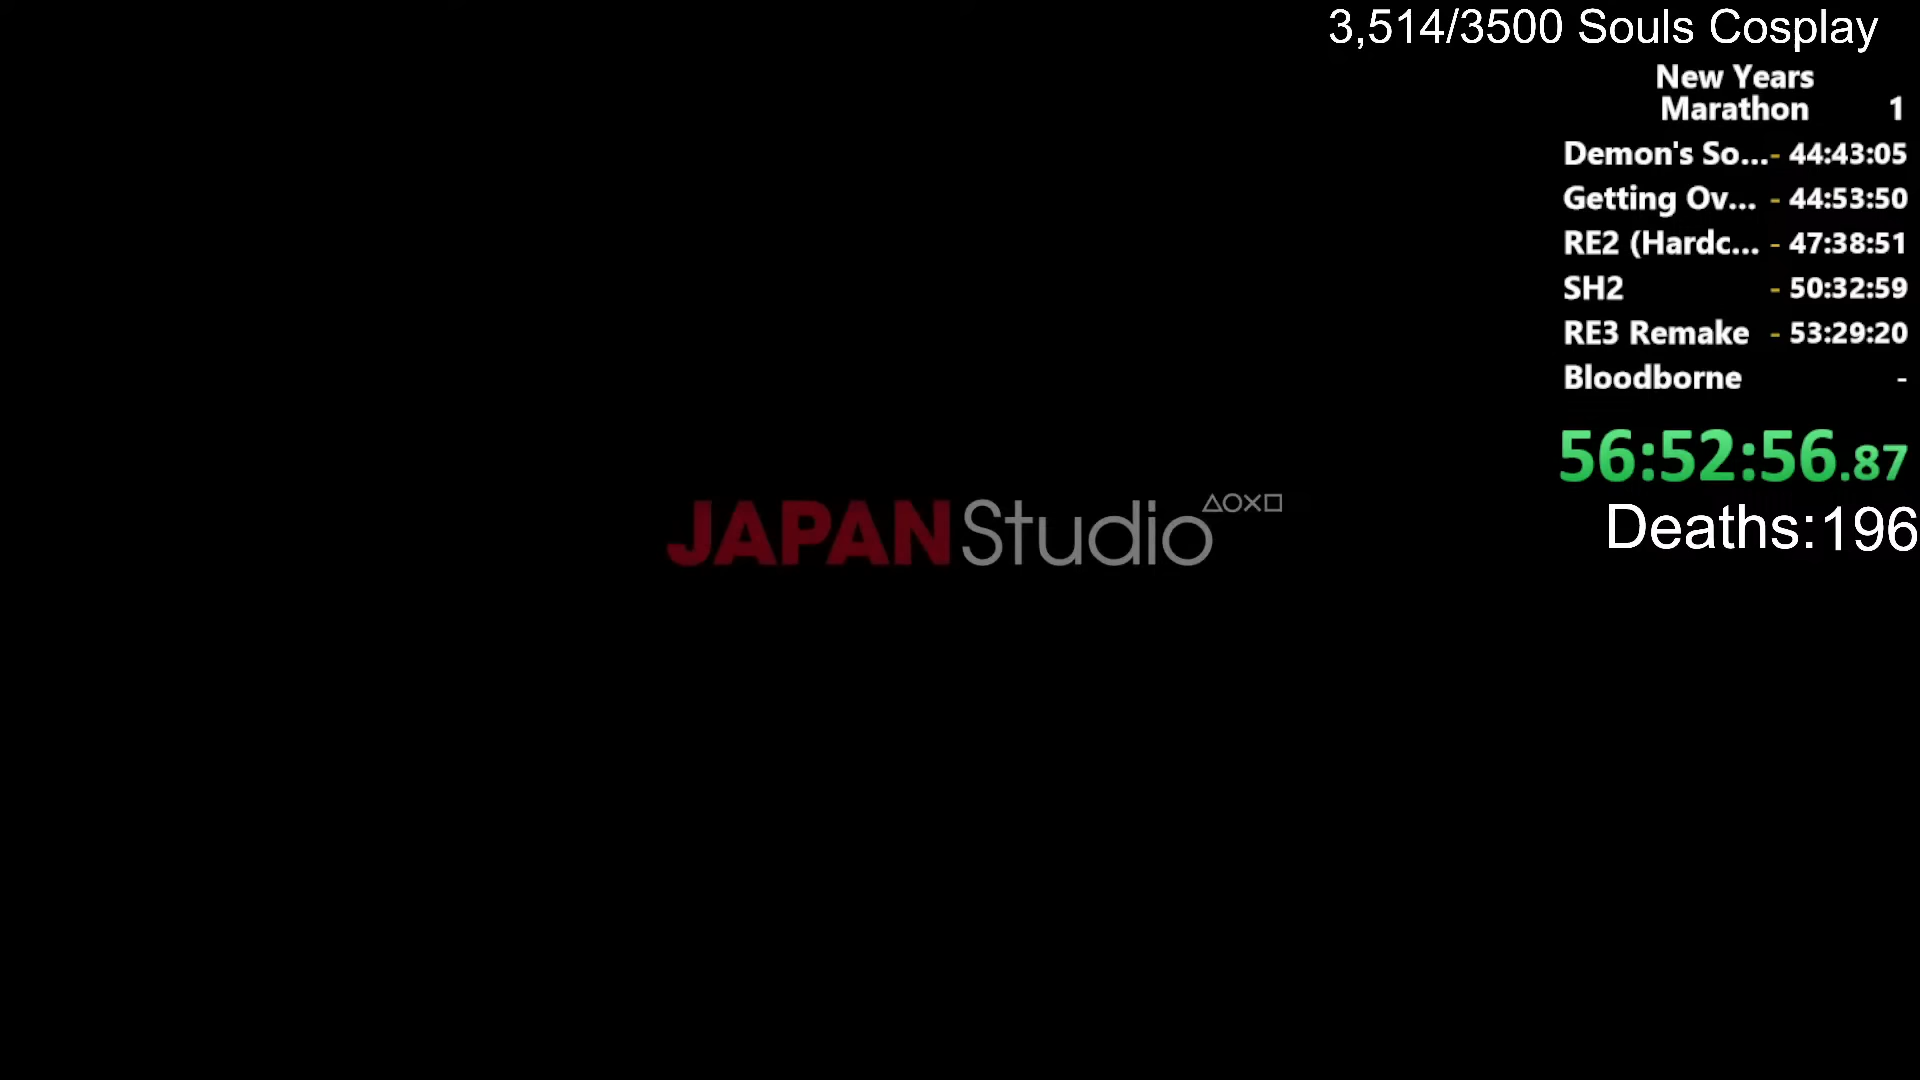 3,514/3500 Souls Cosplay
New Years
Marathon 1
Demon's So... - 44:43:05
Getting Ov... - 44:53:50
RE2 (Hardc... - 47:38:51
SH2 - 50:32:59
RE3 Remake - 53:29:20
Bloodborne -
56:52:56.87
JAPAN Studio
Deaths:196